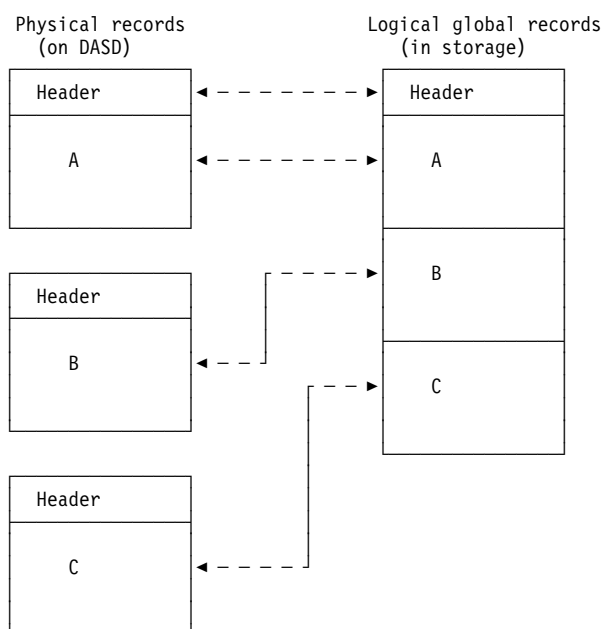 Physical records
(on DASD)
Logical global records
(in storage)
Header
A
Header
B
Header
C
Header
A
B
C